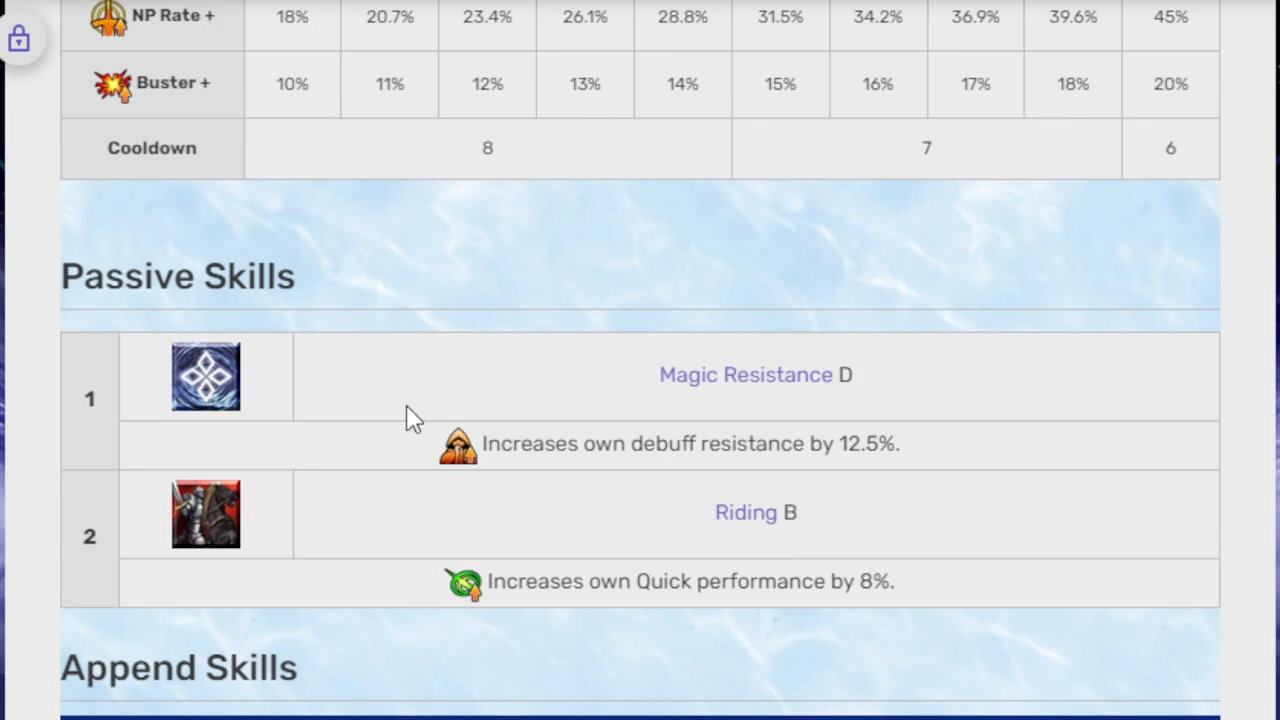 NP Rate + 18% 20.7% 23.4% 26.1% 28.8% 31.5% 34.2% 36.9% 39.6% 45%
Buster + 10% 11% 12% 13% 14% 15% 16% 17% 18% 20%
Cooldown 8 7 6
Passive Skills
1 Magic Resistance D
Increases own debuff resistance by 12.5%.
2 Riding B
Increases own Quick performance by 8%.
Append Skills